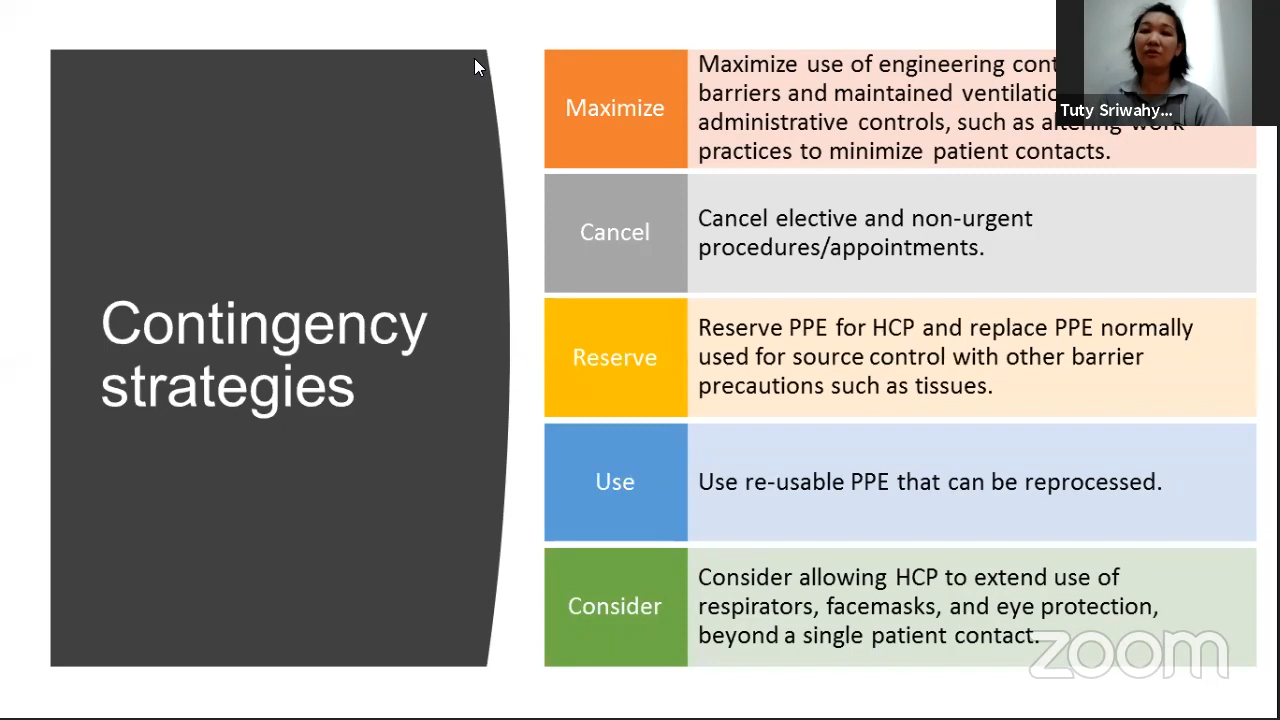 Contingency
strategies
Maximize
Maximize use of engineering
barriers and maintained
administrative controls, such as altering work
practices to minimize patient contacts.
Cancel
Cancel elective and non-urgent
procedures/appointments.
Reserve
Reserve PPE for HCP and replace PPE normally
used for source control with other barrier
precautions such as tissues.
Use
Use re-usable PPE that can be reprocessed.
Consider
Consider allowing HCP to extend use of
respirators, facemasks, and eye protection,
beyond a single patient contact.
Tuty Sriwahy...
zoom